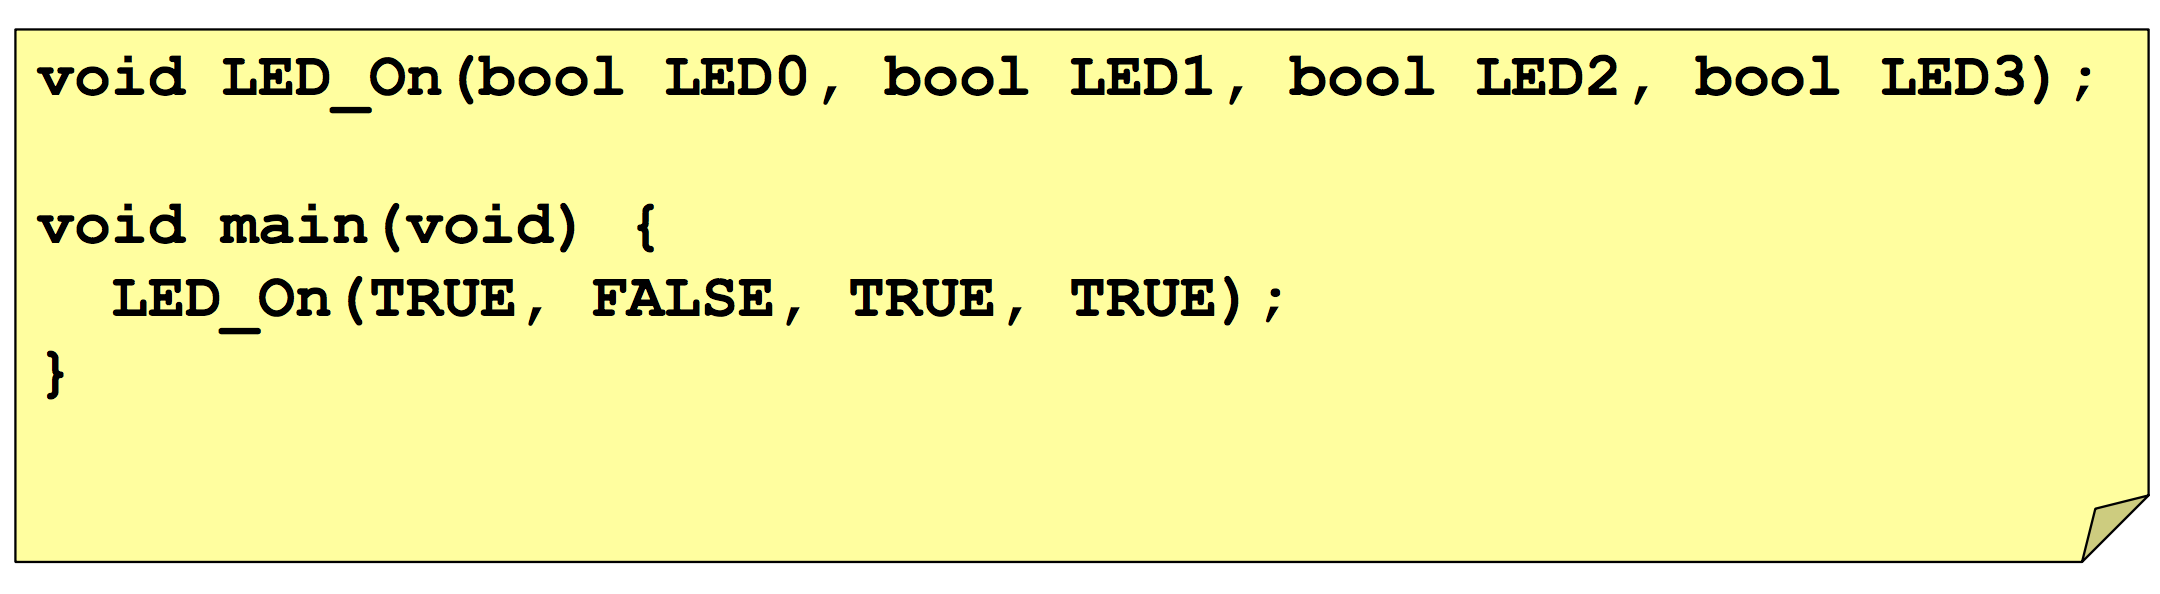 void LED_On(bool LED0, bool LED1, bool LED2, bool LED3);
void main(void) {
  LED_On(TRUE, FALSE, TRUE, TRUE);
}